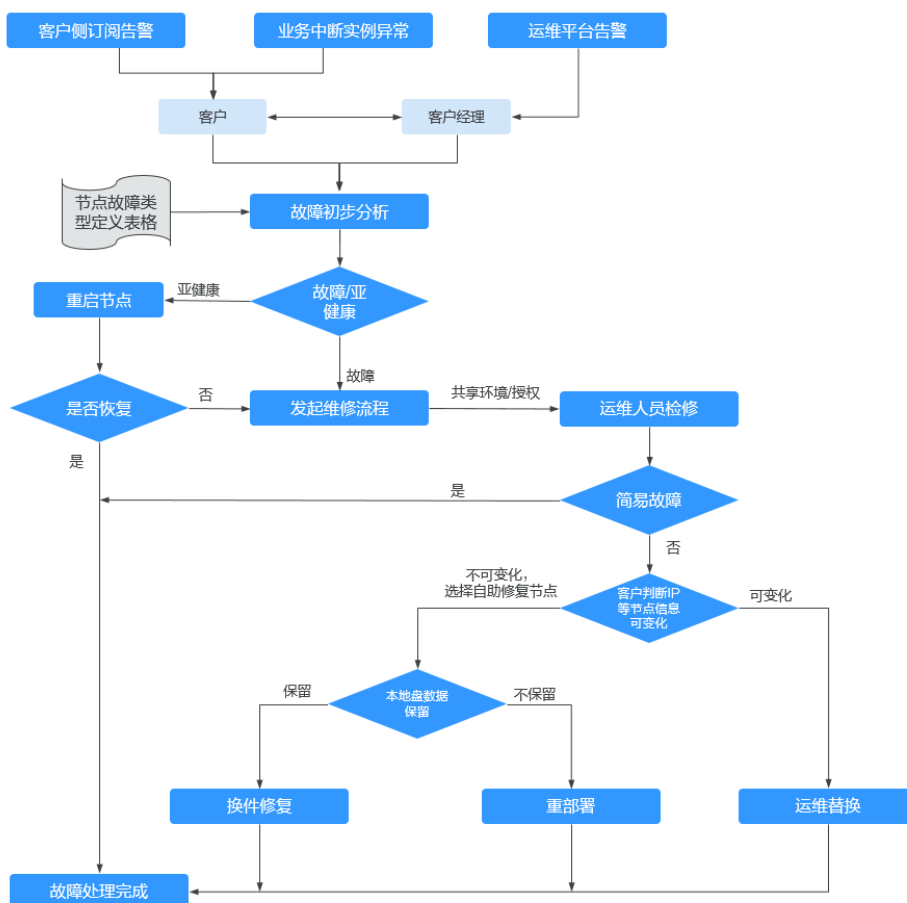 客户侧订阅告警
业务中断实例异常
运维平台告警
客户
客户经理
节点故障类
型定义表格
故障初步分析
重启节点
亚健康
故障/亚
健康
故障
是否恢复
否
发起维修流程
共享环境/授权
运维人员检修
是
是
简易故障
否
不可变化，
选择自助修复节点
客户判断IP
等节点信息
可变化
可变化
保留
本地盘数据
保留
不保留
换件修复
重部署
运维替换
故障处理完成